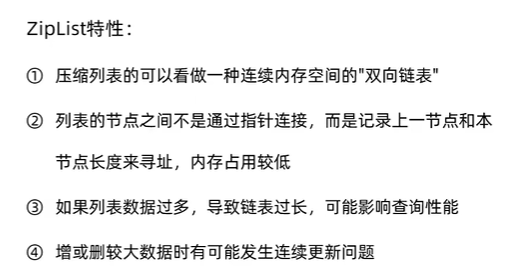 ZipList特性：
① 压缩列表的可以看做一种连续内存空间的"双向链表"
② 列表的节点之间不是通过指针连接，而是记录上一节点和本
节点长度来寻址，内存占用较低
③ 如果列表数据过多，导致链表过长，可能影响查询性能
④ 增或删较大数据时有可能发生连续更新问题